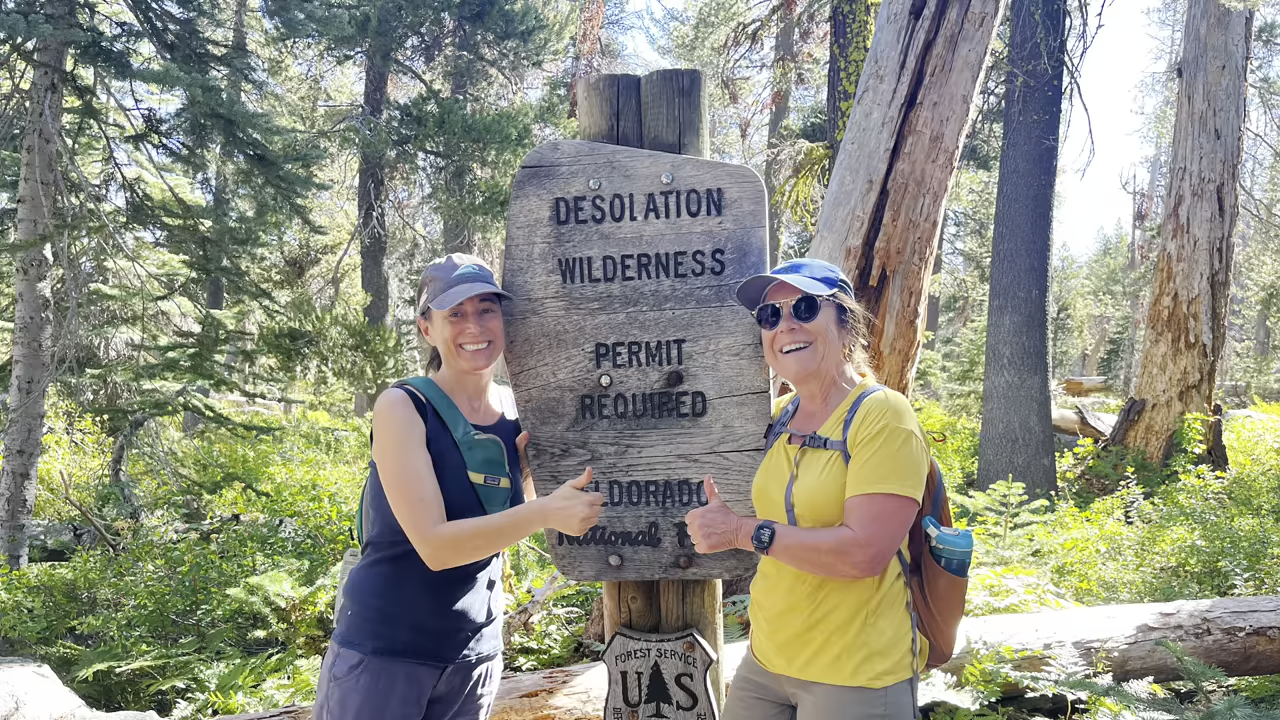 DESOLATION
WILDERNESS
PERMIT
REQUIRED
LDORADO
National
FOREST SERVICE
U S